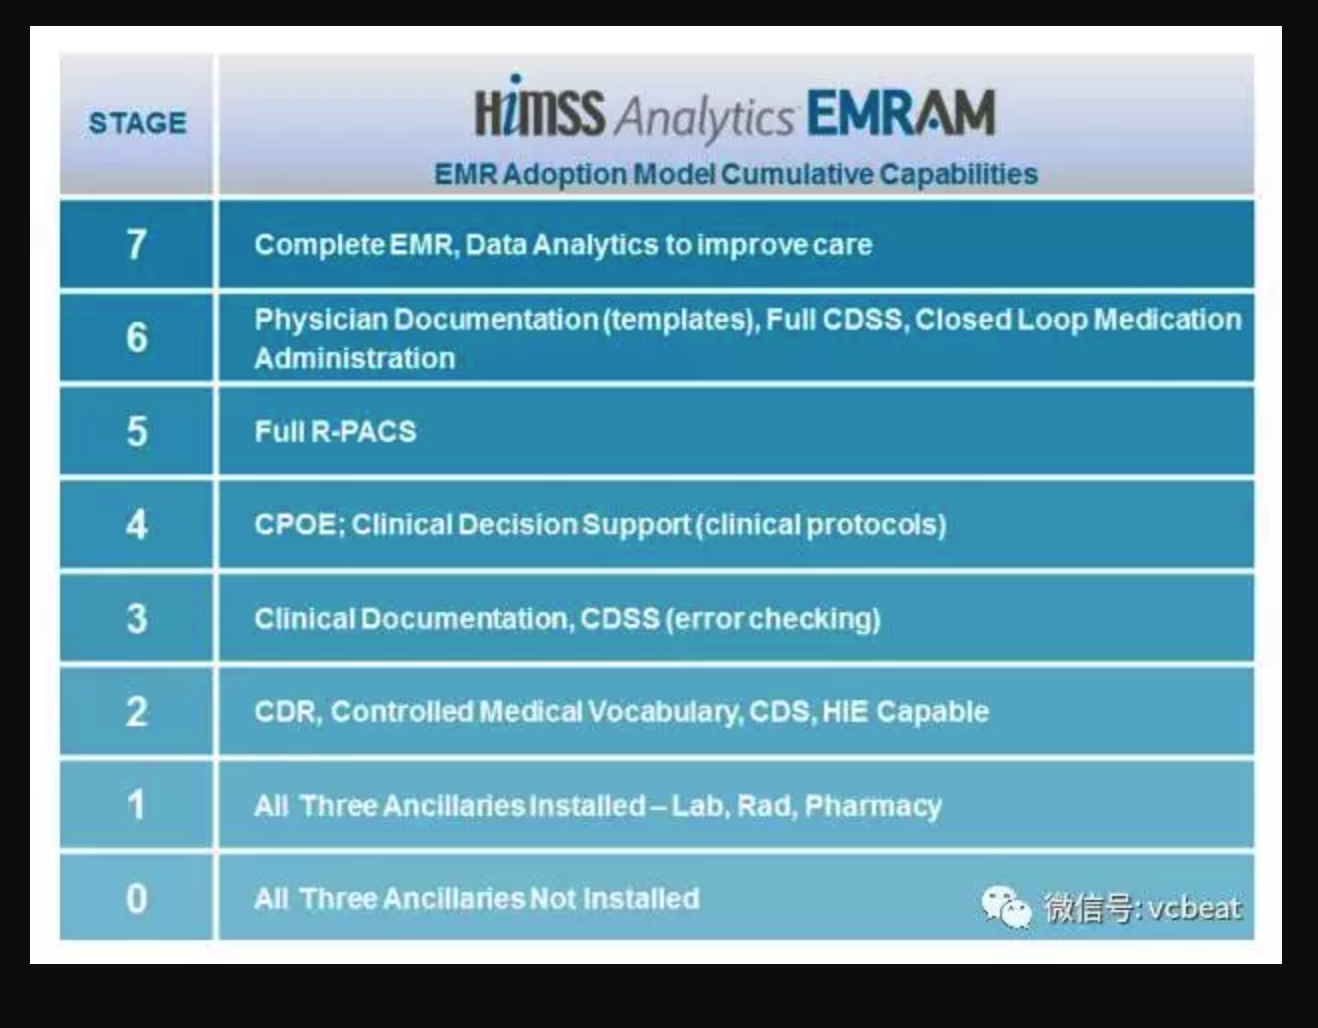 STAGE
HiMSS Analytics EMRAM
EMR Adoption Model Cumulative Capabilities
7
Complete EMR, Data Analytics to improve care
6
Physician Documentation (templates), Full CDSS, Closed Loop Medication
Administration
5
Full R-PACS
4
CPOE; Clinical Decision Support (clinical protocols)
3
Clinical Documentation, CDSS (error checking)
2
CDR, Controlled Medical Vocabulary, CDS, HIE Capable
1
All Three Ancillaries Installed – Lab, Rad, Pharmacy
0
All Three Ancillaries Not Installed
微信号: vcbeat